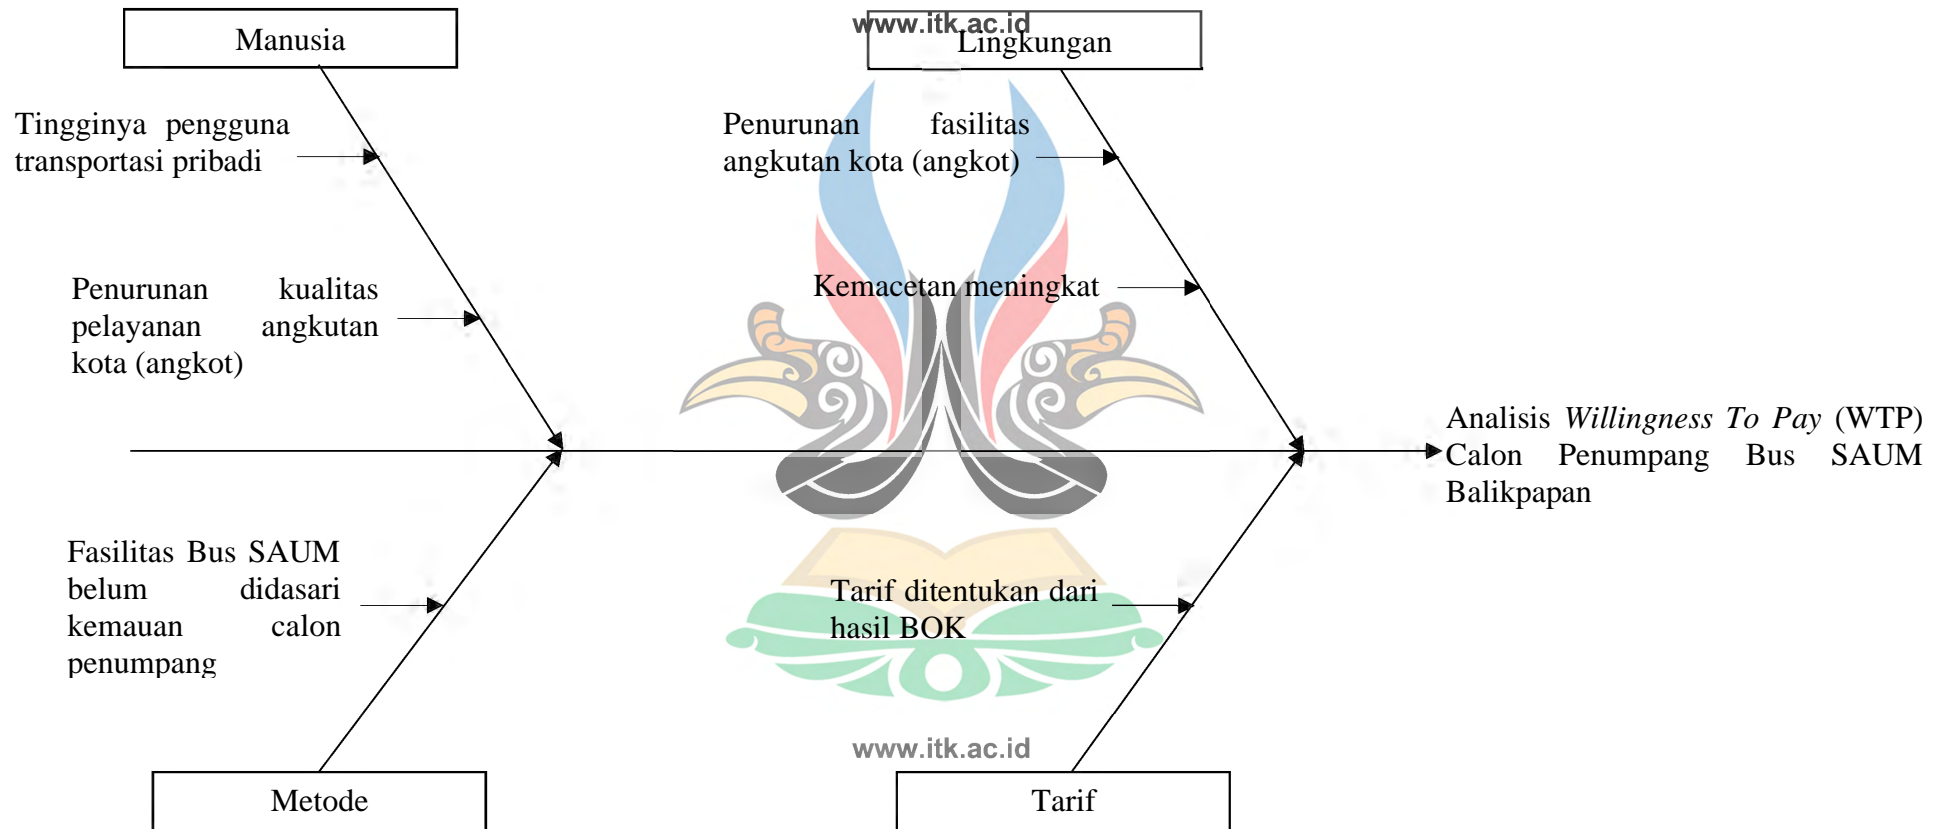 www.itk.ac.id
Manusia
Lingkungan
Tingginya pengguna
transportasi pribadi
Penurunan fasilitas
angkutan kota (angkot)
Penurunan kualitas
pelayanan angkutan
kota (angkot)
Kemacetan meningkat
Analisis Willingness To Pay (WTP)
Calon Penumpang Bus SAUM
Balikpapan
Fasilitas Bus SAUM
belum didasari
kemauan calon
penumpang
Tarif ditentukan dari
hasil BOK
www.itk.ac.id
Metode
Tarif